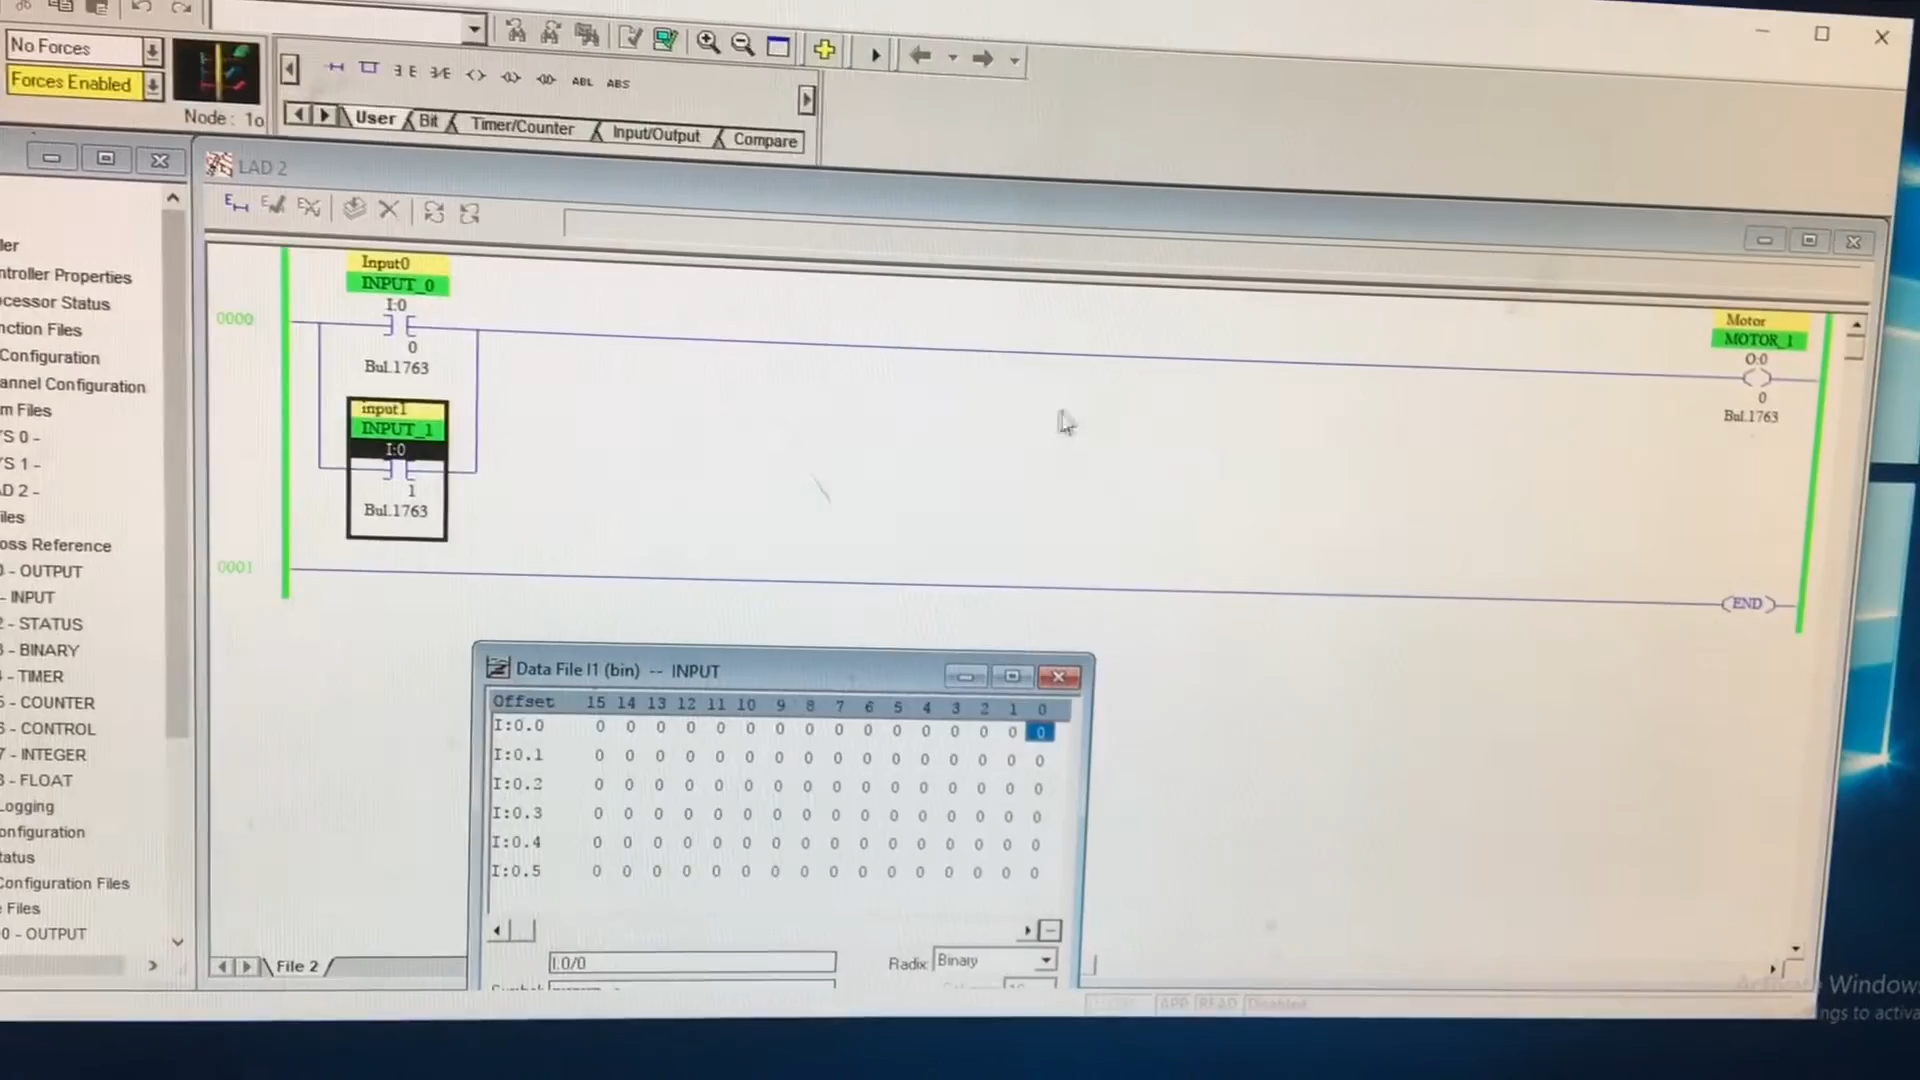 No Forces
Forces Enabled
Node : 1o
ABL ABS
User Bit Timer/Counter Input/Output Compare
LAD 2
ler
ntroller Properties
ocessor Status
nction Files
Configuration
annel Configuration
m Files
YS 0 -
YS 1 -
AD 2 -
iles
oss Reference
0 - OUTPUT
- INPUT
2 - STATUS
3 - BINARY
4 - TIMER
5 - COUNTER
6 - CONTROL
7 - INTEGER
8 - FLOAT
Logging
onfiguration
tatus
Configuration Files
e Files
00 - OUTPUT
0000
Input0
INPUT_0
I:0
0
Bul.1763
input1
INPUT_1
I:0
1
Bul.1763
Motor
MOTOR_1
O:0
0
Bul.1763
0001
END
Data File I1 (bin) -- INPUT
Offset 15 14 13 12 11 10 9 8 7 6 5 4 3 2 1 0
I:0.0 0 0 0 0 0 0 0 0 0 0 0 0 0 0 0 0
I:0.1 0 0 0 0 0 0 0 0 0 0 0 0 0 0 0 0
I:0.2 0 0 0 0 0 0 0 0 0 0 0 0 0 0 0 0
I:0.3 0 0 0 0 0 0 0 0 0 0 0 0 0 0 0 0
I:0.4 0 0 0 0 0 0 0 0 0 0 0 0 0 0 0 0
I:0.5 0 0 0 0 0 0 0 0 0 0 0 0 0 0 0 0
I:0/0
Radix: Binary
File 2
APP READ Disabled
Windows
ngs to activa